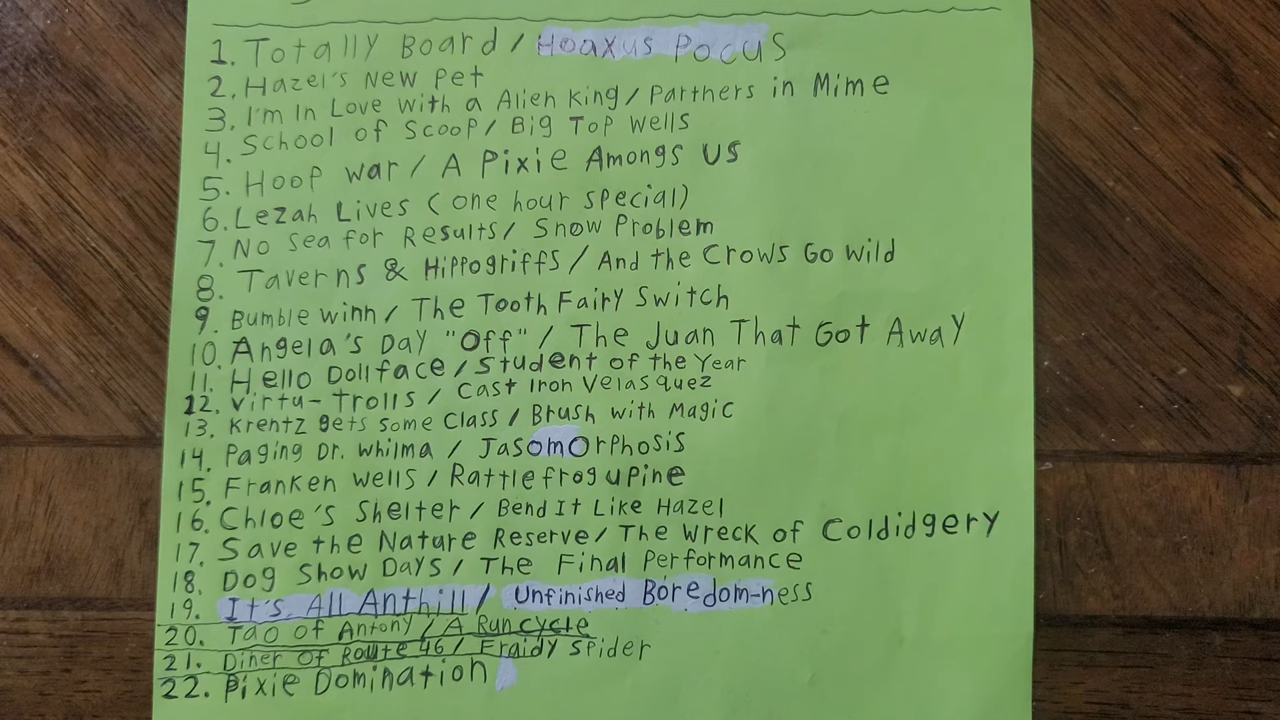 1. Totally Board / Hoaxus Pocus
2. Hazel's New Pet
3. I'm In Love with a Alien King / Partners in Mime
4. School of Scoop / Big Top Wells
5. Hoop war / A Pixie Amongs US
6. Lezah Lives (one hour special)
7. No Sea for Results / Snow Problem
8. Taverns & Hippogriffs / And the Crows Go Wild
9. Bumble winn / The Tooth Fairy Switch
10. Angela's Day "Off" / The Juan That Got Away
11. Hello Dollface / Student of the Year
12. Virtu-Trolls / Cast Iron Velasquez
13. Krentz gets some Class / Brush with Magic
14. Paging Dr. Whilma / Jasomorphosis
15. Franken wells / Rattlefrogupine
16. Chloe's Shelter / Bend It Like Hazel
17. Save the Nature Reserve / The Wreck of Coldidgery
18. Dog Show Days / The Final Performance
19. It's All Anthill / Unfinished Boredom-ness
20. Tao of Antony / A Run cycle
21. Diner Of Route 46 / Fraidy Spider
22. Pixie Domination